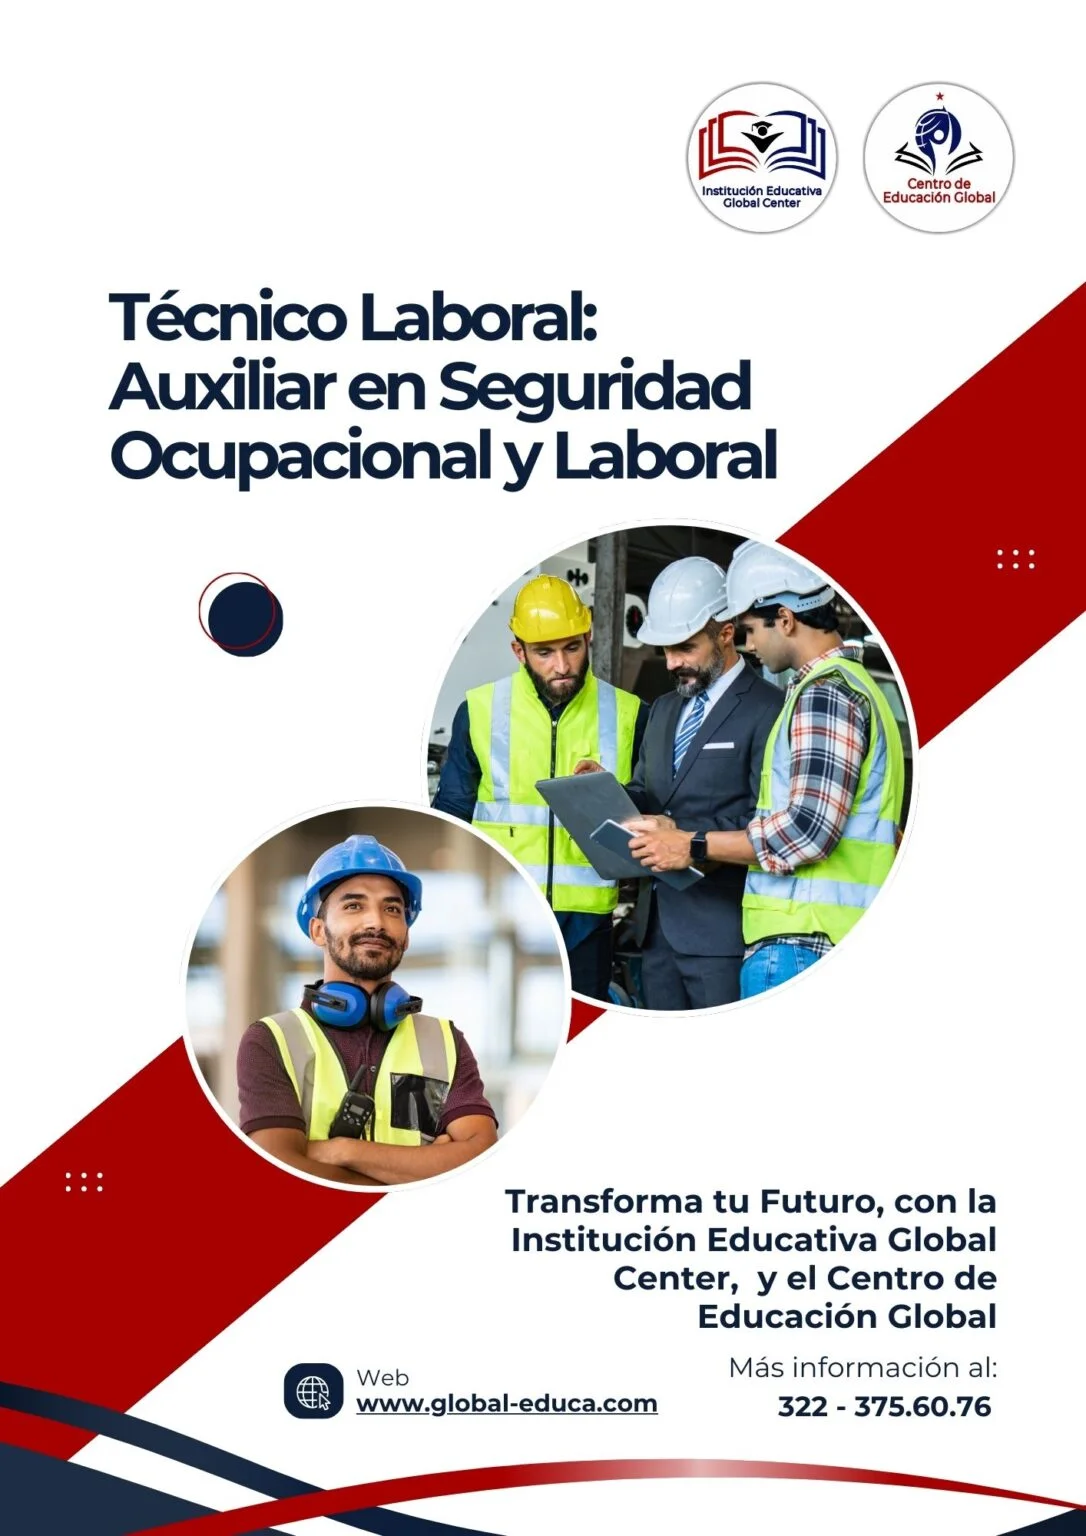 Institución Educativa
Global Center
Centro de
Educación Global
Técnico Laboral:
Auxiliar en Seguridad
Ocupacional y Laboral
Transforma tu Futuro, con la
Institución Educativa Global
Center, y el Centro de
Educación Global
Más información al:
322 - 375.60.76
Web
www.global-educa.com